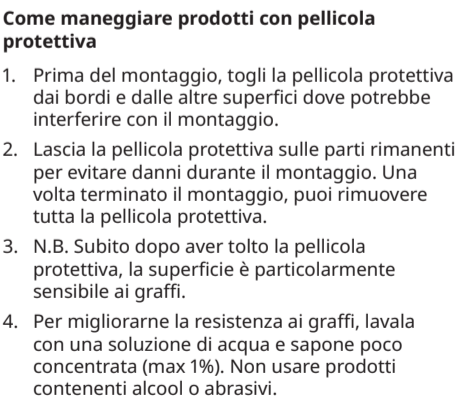 Come maneggiare prodotti con pellicola
protettiva
1. Prima del montaggio, togli la pellicola protettiva
dai bordi e dalle altre superfici dove potrebbe
interferire con il montaggio.
2. Lascia la pellicola protettiva sulle parti rimanenti
per evitare danni durante il montaggio. Una
volta terminato il montaggio, puoi rimuovere
tutta la pellicola protettiva.
3. N.B. Subito dopo aver tolto la pellicola
protettiva, la superficie è particolarmente
sensibile ai graffi.
4. Per migliorarne la resistenza ai graffi, lavala
con una soluzione di acqua e sapone poco
concentrata (max 1%). Non usare prodotti
contenenti alcool o abrasivi.